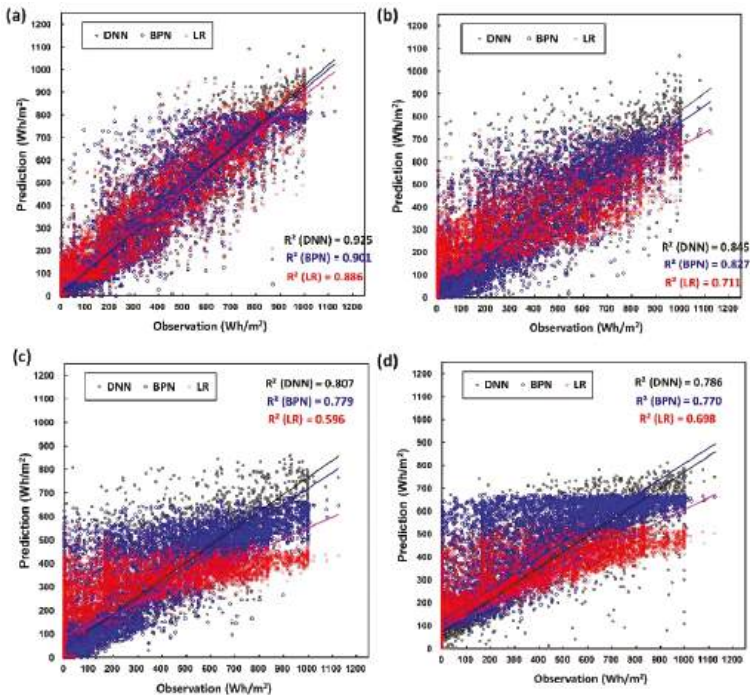 (a)
DNN BPN LR
1200
1100
1000
900
800
700
600
500
400
300
200
100
0
Prediction (Wh/m²)
R² (DNN) = 0.925
R² (BPN) = 0.901
R² (LR) = 0.886
0 100 200 300 400 500 600 700 800 900 1000 1100 1200
Observation (Wh/m²)
(b)
DNN BPN LR
1200
1100
1000
900
800
700
600
500
400
300
200
100
0
Prediction (Wh/m²)
R² (DNN) = 0.845
R² (BPN) = 0.827
R² (LR) = 0.711
0 100 200 300 400 500 600 700 800 900 1000 1100 1200
Observation (Wh/m²)
(c)
DNN BPN LR
R² (DNN) = 0.807
R² (BPN) = 0.779
R² (LR) = 0.596
1200
1100
1000
900
800
700
600
500
400
300
200
100
0
Prediction (Wh/m²)
0 100 200 300 400 500 600 700 800 900 1000 1100 1200
Observation (Wh/m²)
(d)
DNN BPN LR
R² (DNN) = 0.786
R² (BPN) = 0.770
R² (LR) = 0.698
1200
1100
1000
900
800
700
600
500
400
300
200
100
0
Prediction (Wh/m²)
0 100 200 300 400 500 600 700 800 900 1000 1100 1200
Observation (Wh/m²)